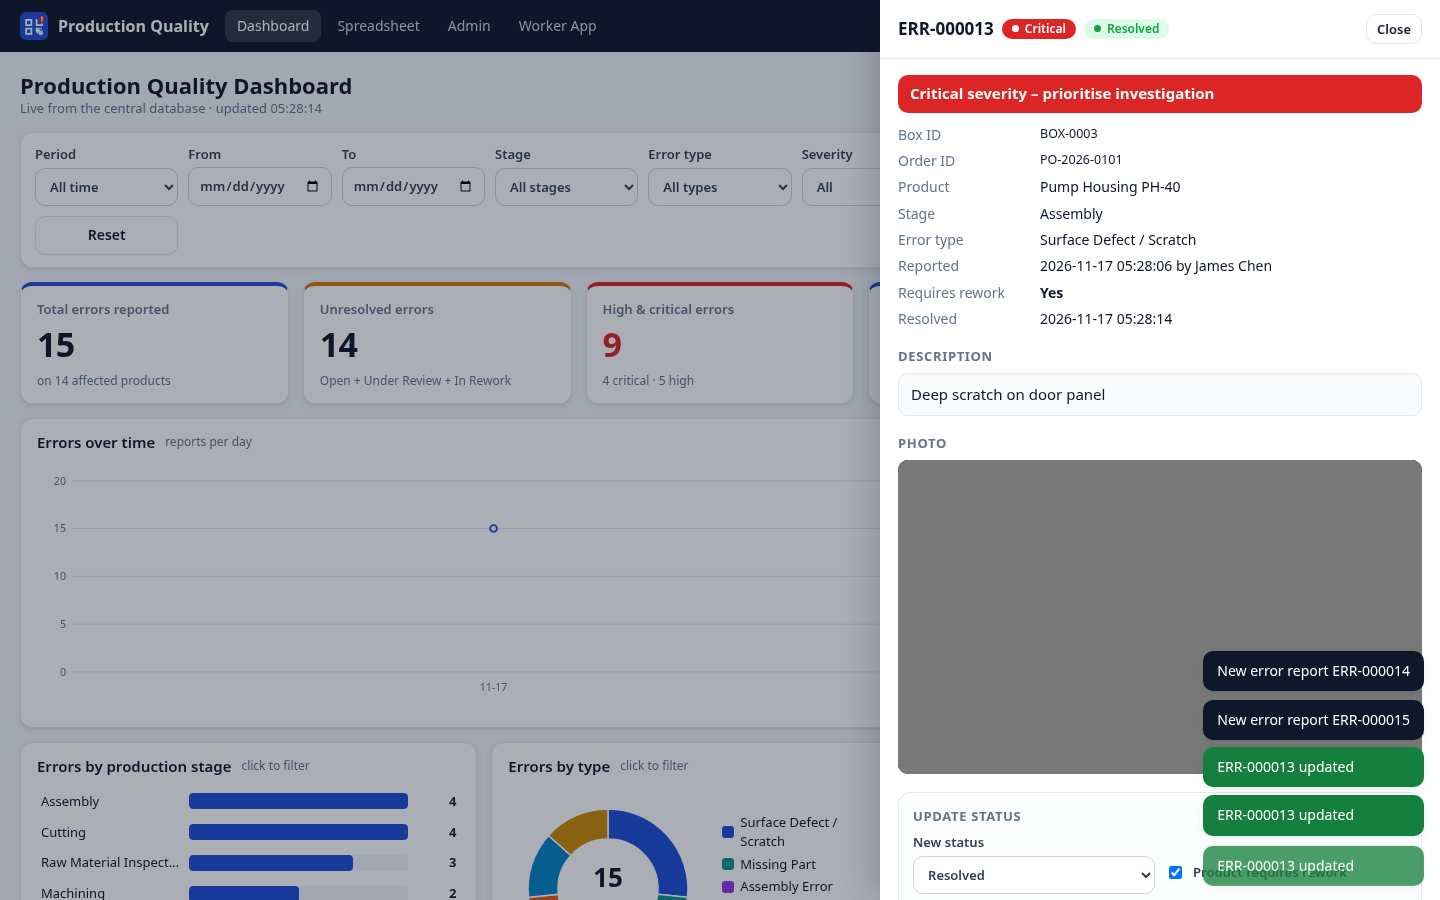 Production Quality
Dashboard
Spreadsheet
Admin
Worker App
Production Quality Dashboard
Live from the central database · updated 05:28:14
Period
From
To
Stage
Error type
Severity
All time
mm/dd/yyyy
mm/dd/yyyy
All stages
All types
All
Reset
Total errors reported
15
on 14 affected products
Unresolved errors
14
Open + Under Review + In Rework
High & critical errors
9
4 critical · 5 high
Errors over time reports per day
20
15
10
5
0
11-17
Errors by production stage click to filter
Assembly 4
Cutting 4
Raw Material Inspect... 3
Machining 2
Errors by type click to filter
15
Surface Defect /
Scratch
Missing Part
Assembly Error
ERR-000013 Critical Resolved
Close
Critical severity – prioritise investigation
Box ID BOX-0003
Order ID PO-2026-0101
Product Pump Housing PH-40
Stage Assembly
Error type Surface Defect / Scratch
Reported 2026-11-17 05:28:06 by James Chen
Requires rework Yes
Resolved 2026-11-17 05:28:14
DESCRIPTION
Deep scratch on door panel
PHOTO
New error report ERR-000014
New error report ERR-000015
ERR-000013 updated
ERR-000013 updated
ERR-000013 updated
UPDATE STATUS
New status
Resolved
Product requires rework